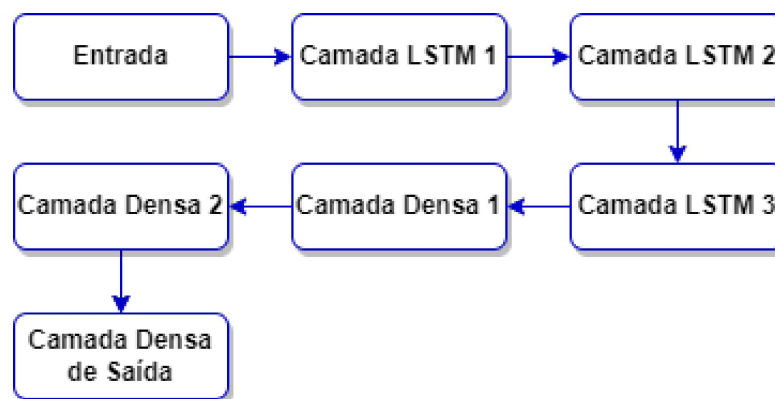 Entrada
Camada LSTM 1
Camada LSTM 2
Camada Densa 2
Camada Densa 1
Camada LSTM 3
Camada Densa
de Saída